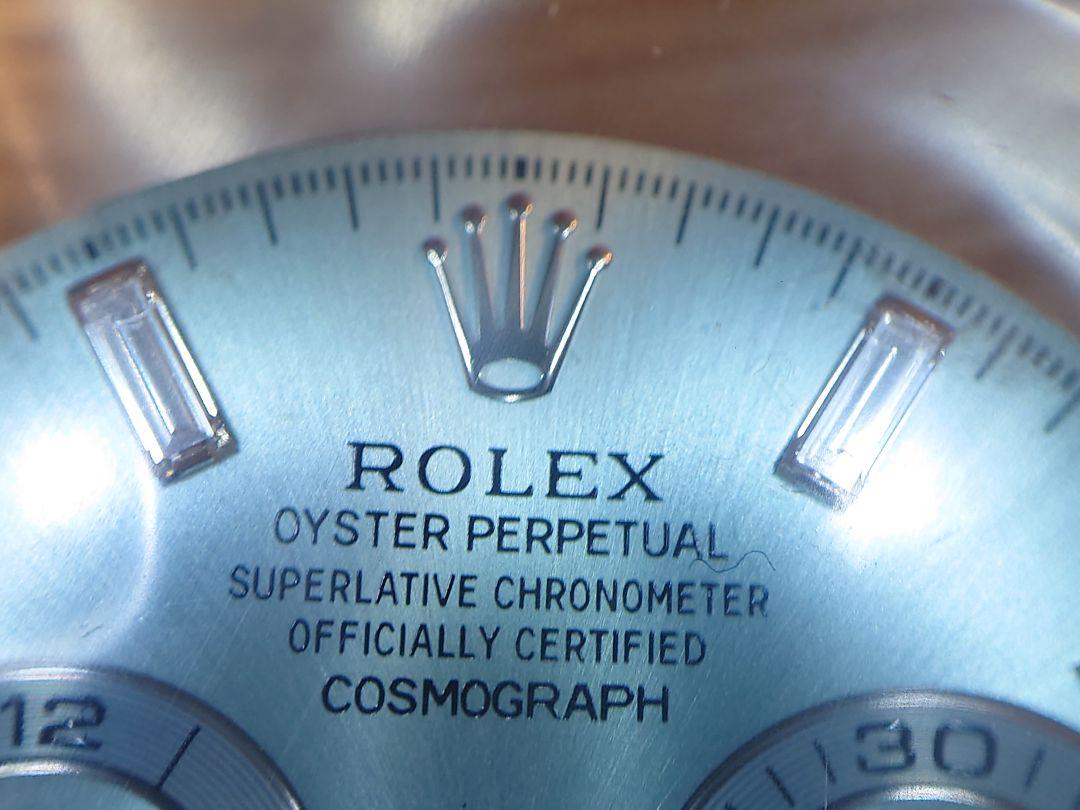 ROLEX
OYSTER PERPETUAL
SUPERLATIVE CHRONOMETER
OFFICIALLY CERTIFIED
COSMOGRAPH
12
30